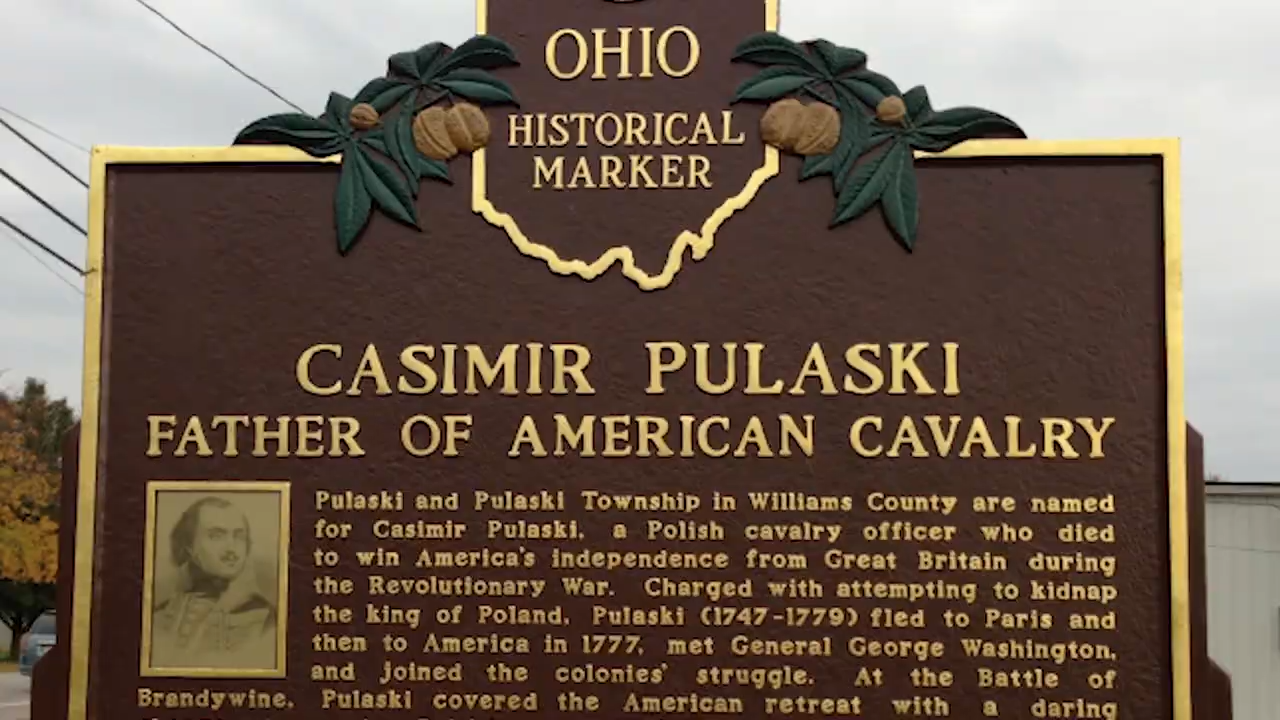 OHIO
HISTORICAL
MARKER
CASIMIR PULASKI
FATHER OF AMERICAN CAVALRY
Pulaski and Pulaski Township in Williams County are named
for Casimir Pulaski, a Polish cavalry officer who died
to win America's independence from Great Britain during
the Revolutionary War. Charged with attempting to kidnap
the king of Poland, Pulaski (1747-1779) fled to Paris and
then to America in 1777, met General George Washington,
and joined the colonies' struggle. At the Battle of
Brandywine, Pulaski covered the American retreat with a daring